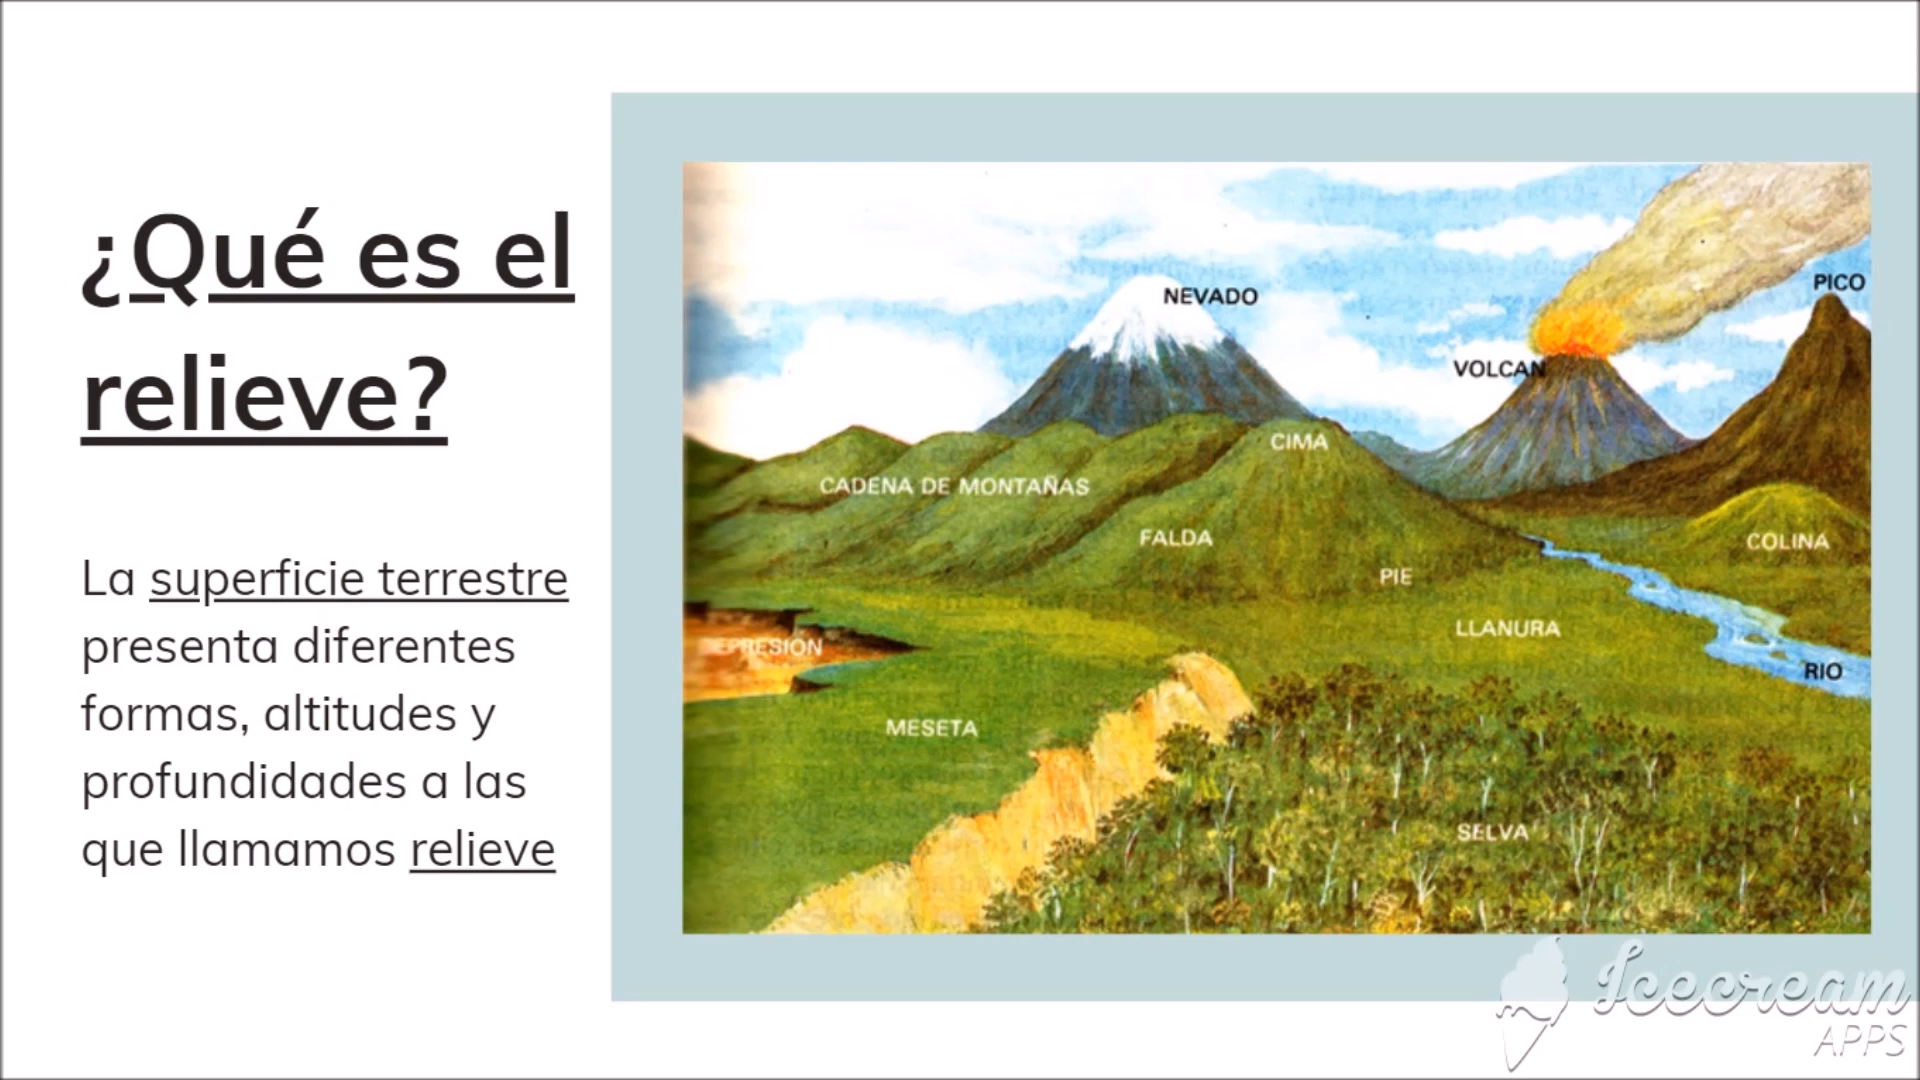 ¿Qué es el
relieve?
La superficie terrestre
presenta diferentes
formas, altitudes y
profundidades a las
que llamamos relieve
PICO
NEVADO
VOLCAN
CIMA
CADENA DE MONTAÑAS
FALDA
COLINA
PIE
LLANURA
DEPRESION
RIO
MESETA
SELVA
Icecream
APPS